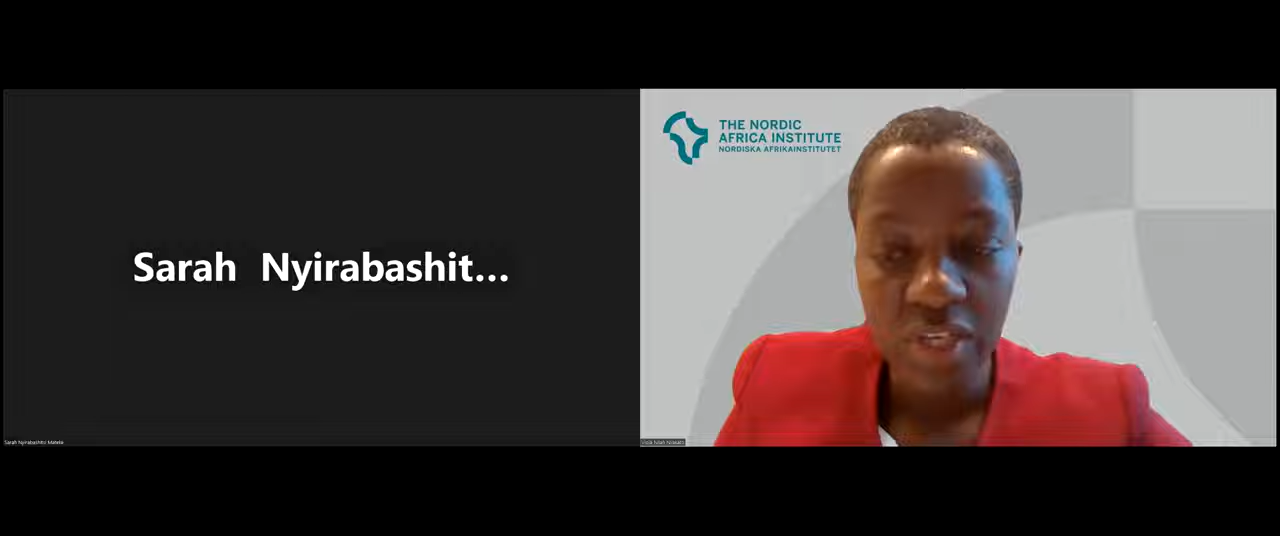 Sarah Nyirabashit...
THE NORDIC
AFRICA INSTITUTE
NORDISKA AFRIKAINSTITUTET